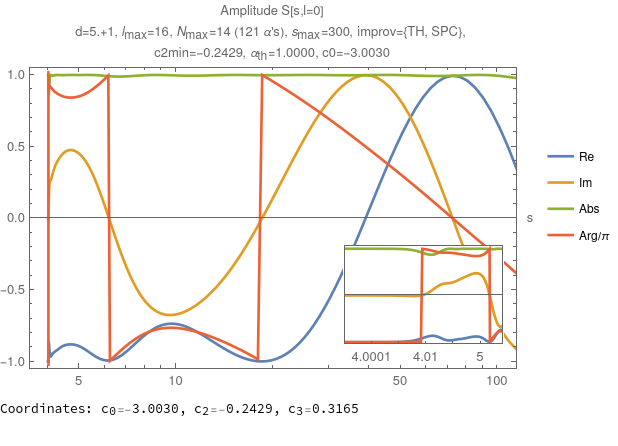 Amplitude S[s,l=0]
d=5.+1, lmax=16, Nmax=14 (121 α's), smax=300, improv={TH, SPC},
c2min=-0.2429, αth=1.0000, c0=-3.0030
1.0
0.5
0.0
-0.5
-1.0
5
10
50
100
s
Re
Im
Abs
Arg/π
4.0001
4.01
5
Coordinates: c0=-3.0030, c2=-0.2429, c3=0.3165